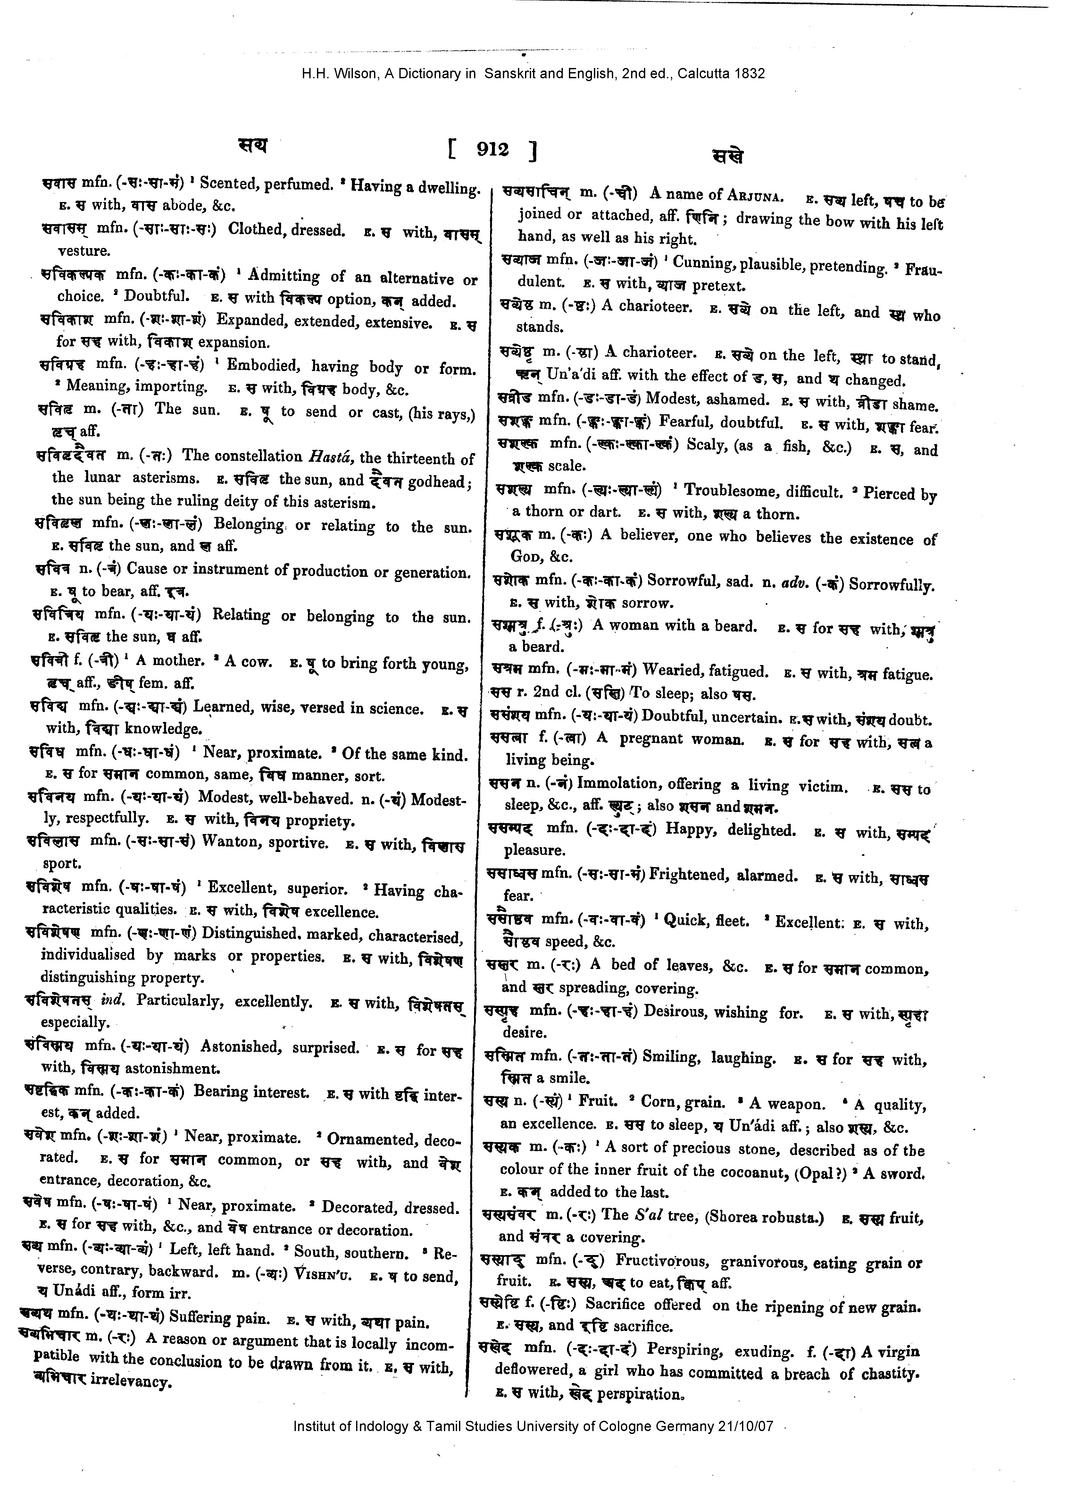 H.H. Wilson, A Dictionary in Sanskrit and English, 2nd ed., Calcutta 1832
सव्य
[ 912 ]
सस्वे
सवास mfn. (-सः-सा-सं) ¹ Scented, perfumed. ² Having a dwelling.
E. स with, वास abode, &c.
सवासस् mfn. (-साः-साः-सः) Clothed, dressed. E. स with, वासस्
vesture.
सविकल्पक mfn. (-कः-का-कं) ¹ Admitting of an alternative or
choice. ² Doubtful. E. स with विकल्प option, कन् added.
सविकाश mfn. (-शः-शा-शं) Expanded, extended, extensive. E. स
for सह with, विकाश expansion.
सविग्रह mfn. (-हः-हा-हं) ¹ Embodied, having body or form.
² Meaning, importing. E. स with, विग्रह body, &c.
सवितृ m. (-ता) The sun. E. षू to send or cast, (his rays,)
तृच् aff.
सवितृदैवत m. (-तः) The constellation Hastá, the thirteenth of
the lunar asterisms. E. सवितृ the sun, and दैवत godhead;
the sun being the ruling deity of this asterism.
सवितृल mfn. (-लः-ला-लं) Belonging or relating to the sun.
E. सवितृ the sun, and ल aff.
सवित्र n. (-त्रं) Cause or instrument of production or generation.
E. षू to bear, aff. इत्र.
सवित्रिय mfn. (-यः-या-यं) Relating or belonging to the sun.
E. सवितृ the sun, घ aff.
सवित्री f. (-त्री) ¹ A mother. ² A cow. E. षू to bring forth young,
तृच् aff., ङीष् fem. aff.
सविद्य mfn. (-द्यः-द्या-द्यं) Learned, wise, versed in science. E. स
with, विद्या knowledge.
सविध mfn. (-धः-धा-धं) ¹ Near, proximate. ² Of the same kind.
E. स for समान common, same, विध manner, sort.
सविनय mfn. (-यः-या-यं) Modest, well-behaved. n. (-यं) Modest-
ly, respectfully. E. स with, विनय propriety.
सविलास mfn. (-सः-सा-सं) Wanton, sportive. E. स with, विलास
sport.
सविशेष mfn. (-षः-षा-षं) ¹ Excellent, superior. ² Having cha-
racteristic qualities. E. स with, विशेष excellence.
सविशेषण mfn. (-णः-णा-णं) Distinguished, marked, characterised,
individualised by marks or properties. E. स with, विशेषण
distinguishing property.
सविशेषतस् ind. Particularly, excellently. E. स with, विशेषतस्
especially.
सविस्मय mfn. (-यः-या-यं) Astonished, surprised. E. स for सह
with, विस्मय astonishment.
सवृद्धिक mfn. (-कः-का-कं) Bearing interest. E. स with वृद्धि inter-
est, कन् added.
सवेश mfn. (-शः-शा-शं) ¹ Near, proximate. ² Ornamented, deco-
rated. E. स for समान common, or सह with, and वेश
entrance, decoration, &c.
सवेष mfn. (-षः-षा-षं) ¹ Near, proximate. ² Decorated, dressed.
E. स for सह with, &c., and वेष entrance or decoration.
सव्य mfn. (-व्यः-व्या-व्यं) ¹ Left, left hand. ² South, southern. ³ Re-
verse, contrary, backward. m. (-व्यः) VISHN'U. E. ष to send,
य Unádi aff., form irr.
सव्यथ mfn. (-थः-था-थं) Suffering pain. E. स with, व्यथा pain.
सव्यभिचार m. (-रः) A reason or argument that is locally incom-
patible with the conclusion to be drawn from it. E. स with,
व्यभिचार irrelevancy.
सव्यसाचिन् m. (-ची) A name of ARJUNA. E. सव्य left, षच to be
joined or attached, aff. णिनि; drawing the bow with his left
hand, as well as his right.
सव्याज mfn. (-जः-जा-जं) ¹ Cunning, plausible, pretending. ² Frau-
dulent. E. स with, व्याज pretext.
सव्येष्ठ m. (-ष्ठः) A charioteer. E. सव्ये on the left, and स्थ who
stands.
सव्येष्ठृ m. (-ष्ठा) A charioteer. E. सव्ये on the left, स्था to stand,
ऋन् Un'a'di aff. with the effect of ड, स, and थ changed.
सव्रीड mfn. (-डः-डा-डं) Modest, ashamed. E. स with, व्रीडा shame.
सशङ्क mfn. (-ङ्कः-ङ्का-ङ्कं) Fearful, doubtful. E. स with, शङ्का fear.
सशल्क mfn. (-ल्कः-ल्का-ल्कं) Scaly, (as a fish, &c.) E. स, and
शल्क scale.
सशल्य mfn. (-ल्यः-ल्या-ल्यं) ¹ Troublesome, difficult. ² Pierced by
a thorn or dart. E. स with, शल्य a thorn.
सशूक m. (-कः) A believer, one who believes the existence of
GOD, &c.
सशोक mfn. (-कः-का-कं) Sorrowful, sad. n. adv. (-कं) Sorrowfully.
E. स with, शोक sorrow.
सश्मश्रु f. (-श्रुः) A woman with a beard. E. स for सह with, श्मश्रु
a beard.
सश्रम mfn. (-मः-मा-मं) Wearied, fatigued. E. स with, श्रम fatigue.
सस r. 2nd cl. (सस्ति) To sleep; also षस.
ससंशय mfn. (-यः-या-यं) Doubtful, uncertain. E. स with, संशय doubt.
ससत्त्वा f. (-त्त्वा) A pregnant woman. E. स for सह with, सत्त्व a
living being.
ससन n. (-नं) Immolation, offering a living victim. E. सस to
sleep, &c., aff. ल्युट्; also शसन and शमन.
ससम्पद् mfn. (-दः-दा-दं) Happy, delighted. E. स with, सम्पद्
pleasure.
ससाध्वस mfn. (-सः-सा-सं) Frightened, alarmed. E. स with, साध्वस
fear.
ससौष्ठव mfn. (-वः-वा-वं) ¹ Quick, fleet. ² Excellent. E. स with,
सौष्ठव speed, &c.
सस्तर m. (-रः) A bed of leaves, &c. E. स for समान common,
and स्तर spreading, covering.
सस्पृह mfn. (-हः-हा-हं) Desirous, wishing for. E. स with, स्पृहा
desire.
सस्मित mfn. (-तः-ता-तं) Smiling, laughing. E. स for सह with,
स्मित a smile.
सस्य n. (-स्यं) ¹ Fruit. ² Corn, grain. ³ A weapon. ⁴ A quality,
an excellence. E. सस to sleep, य Un'ádi aff.; also शस्य, &c.
सस्यक m. (-कः) ¹ A sort of precious stone, described as of the
colour of the inner fruit of the cocoanut, (Opal?) ² A sword.
E. कन् added to the last.
सस्यसंवर m. (-रः) The S'al tree, (Shorea robusta.) E. सस्य fruit,
and संवर a covering.
सस्याद् mfn. (-द्) Fructivorous, granivorous, eating grain or
fruit. E. सस्य, अद to eat, क्विप् aff.
सस्येष्टि f. (-ष्टिः) Sacrifice offered on the ripening of new grain.
E. सस्य, and इष्टि sacrifice.
सस्वेद mfn. (-दः-दा-दं) Perspiring, exuding. f. (-दा) A virgin
deflowered, a girl who has committed a breach of chastity.
E. स with, स्वेद perspiration.
Institut of Indology & Tamil Studies University of Cologne Germany 21/10/07